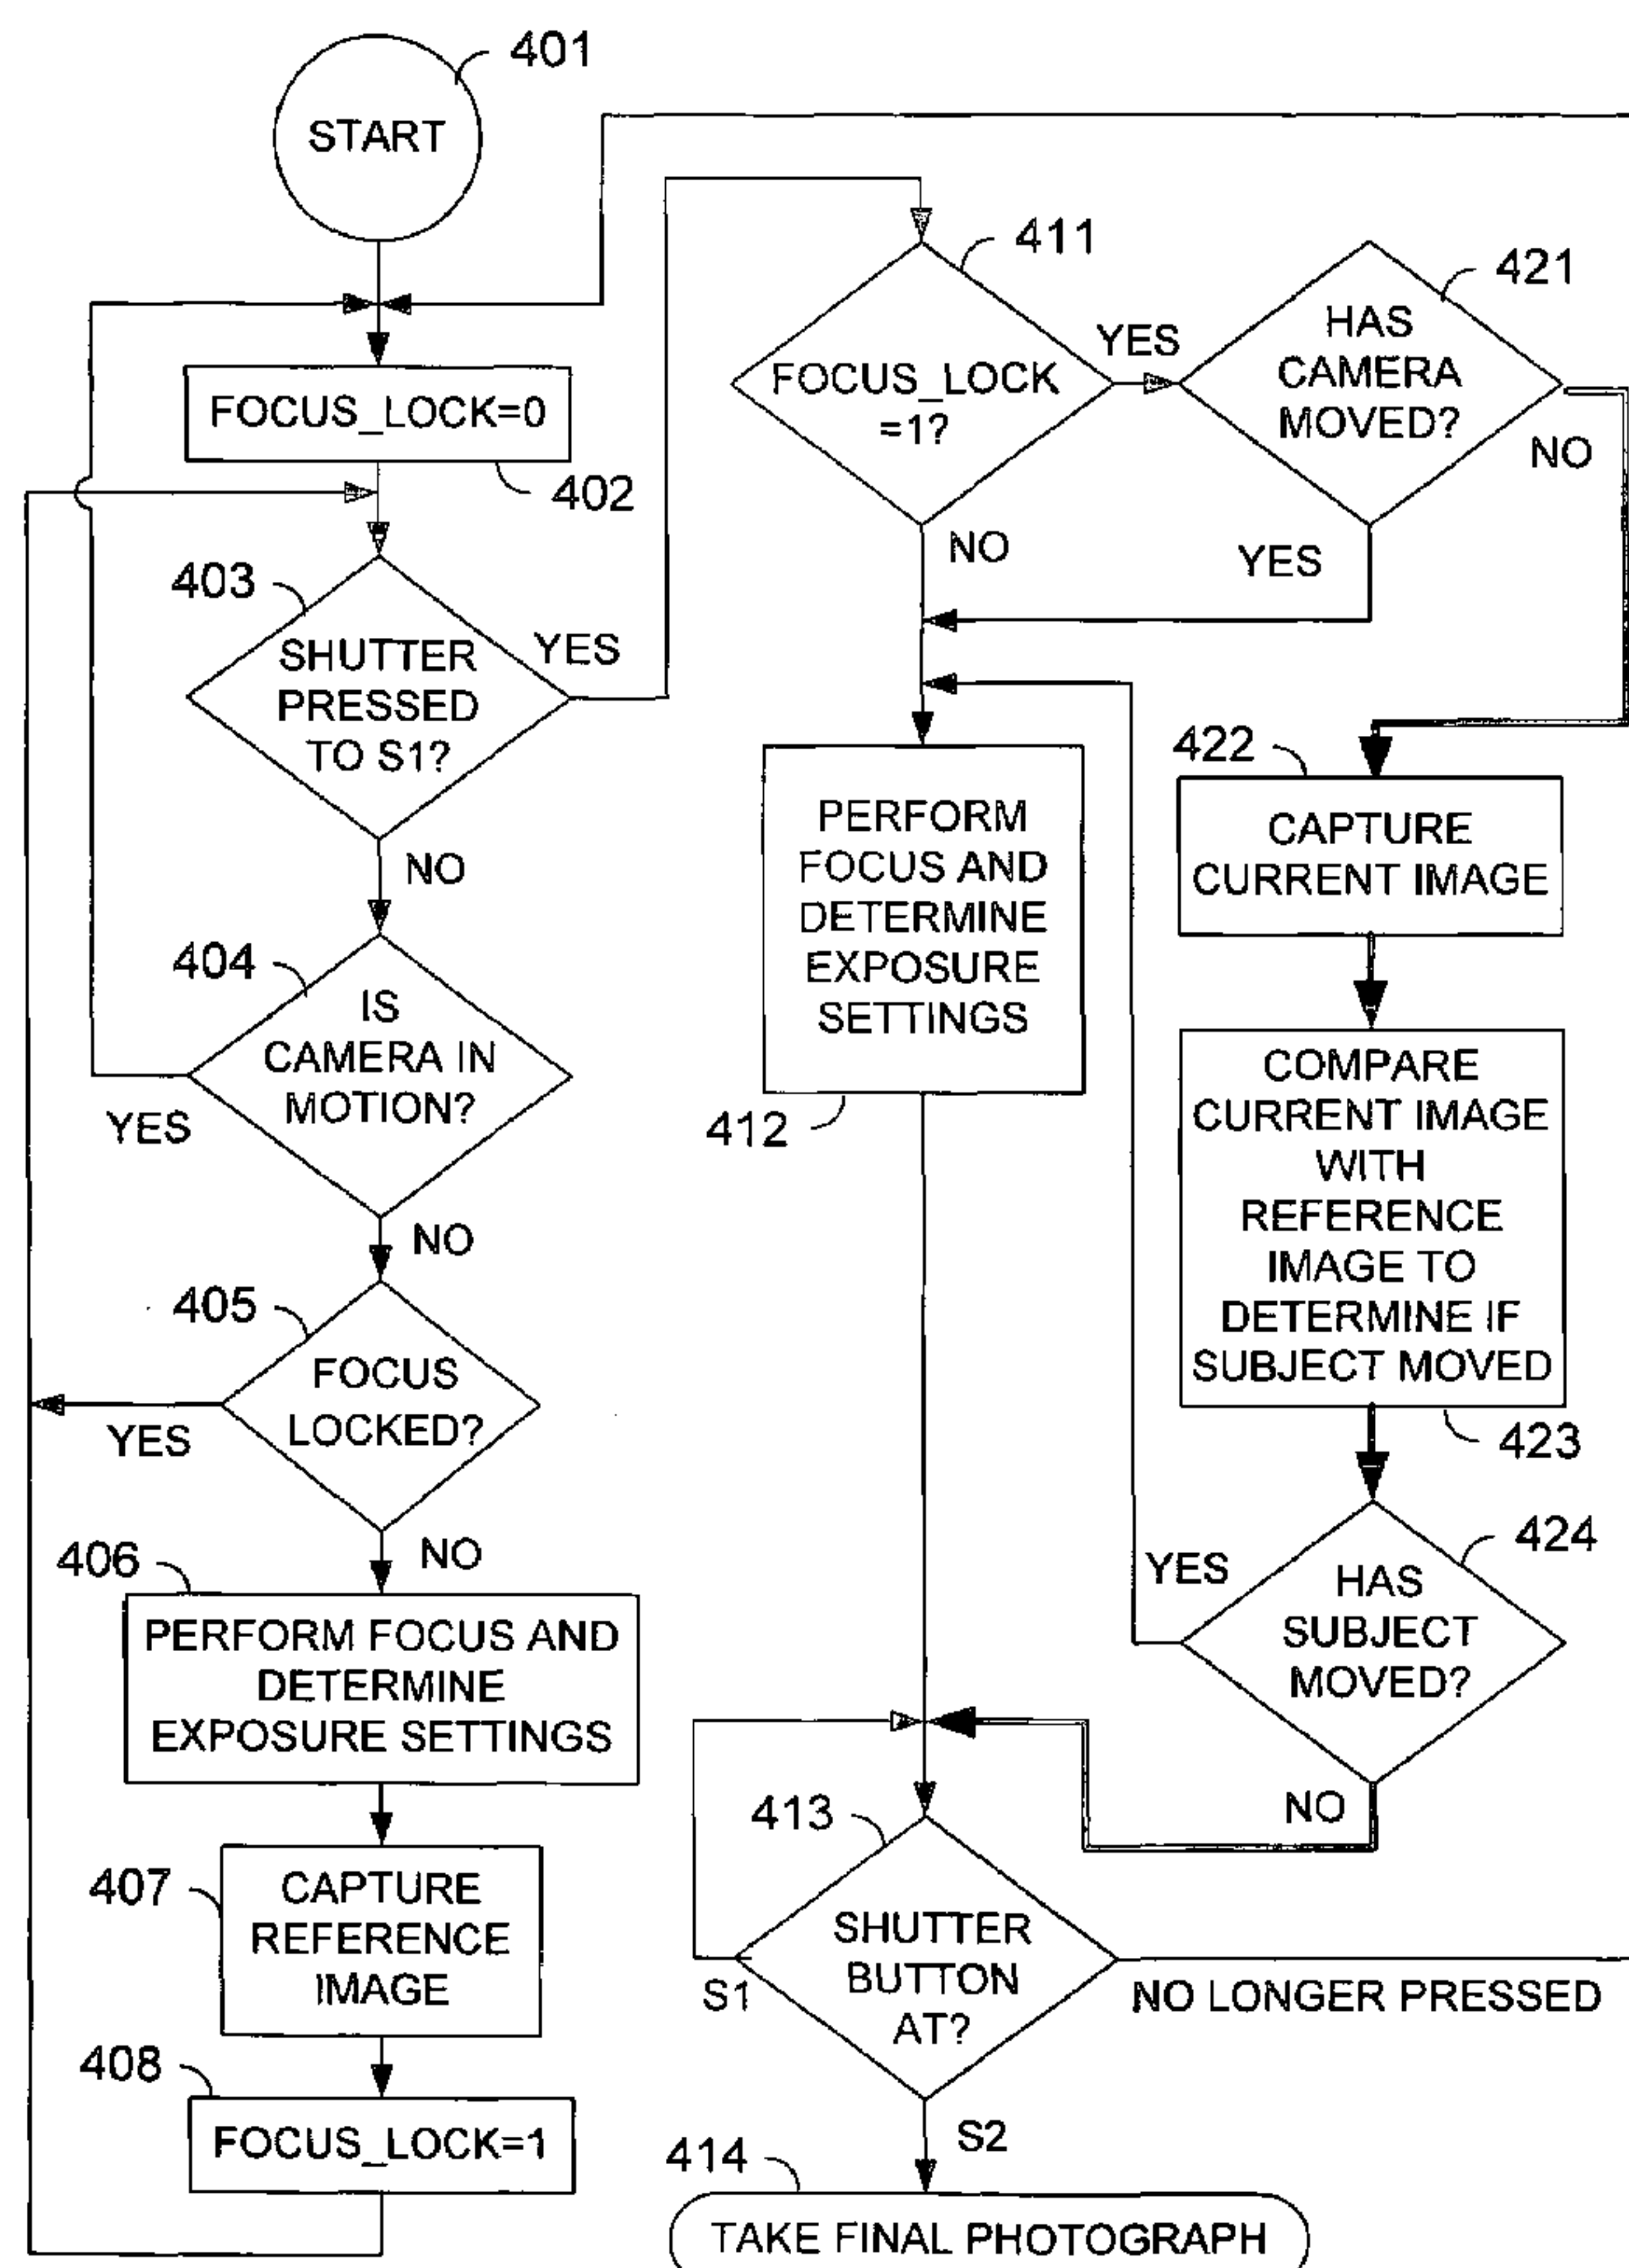 401
START
FOCUS_LOCK=0
402
403
SHUTTER
PRESSED
TO S1?
YES
NO
404
IS
CAMERA IN
MOTION?
YES
NO
405
FOCUS
LOCKED?
YES
NO
406
PERFORM FOCUS AND
DETERMINE
EXPOSURE SETTINGS
407
CAPTURE
REFERENCE
IMAGE
408
FOCUS_LOCK=1
411
FOCUS_LOCK
=1?
YES
NO
421
HAS
CAMERA
MOVED?
NO
YES
PERFORM
FOCUS AND
DETERMINE
EXPOSURE
SETTINGS
412
422
CAPTURE
CURRENT IMAGE
COMPARE
CURRENT IMAGE
WITH
REFERENCE
IMAGE TO
DETERMINE IF
SUBJECT MOVED
423
424
HAS
SUBJECT
MOVED?
YES
NO
413
SHUTTER
BUTTON
AT?
S1
NO LONGER PRESSED
S2
414
TAKE FINAL PHOTOGRAPH